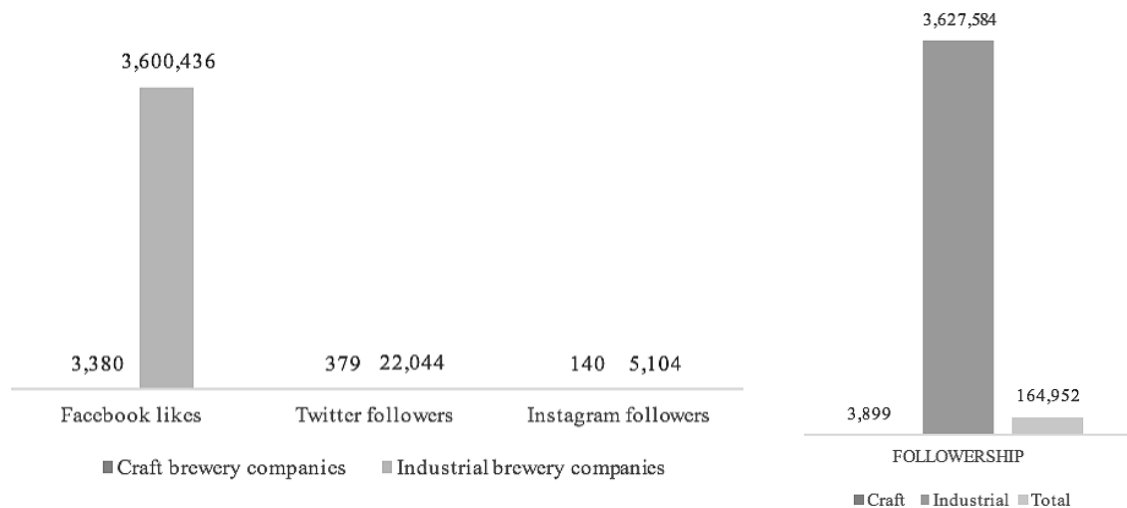 3,600,436
3,380
379 22,044
140 5,104
Facebook likes
Twitter followers
Instagram followers
Craft brewery companies
Industrial brewery companies
3,627,584
3,899
164,952
FOLLOWERSHIP
Craft Industrial Total